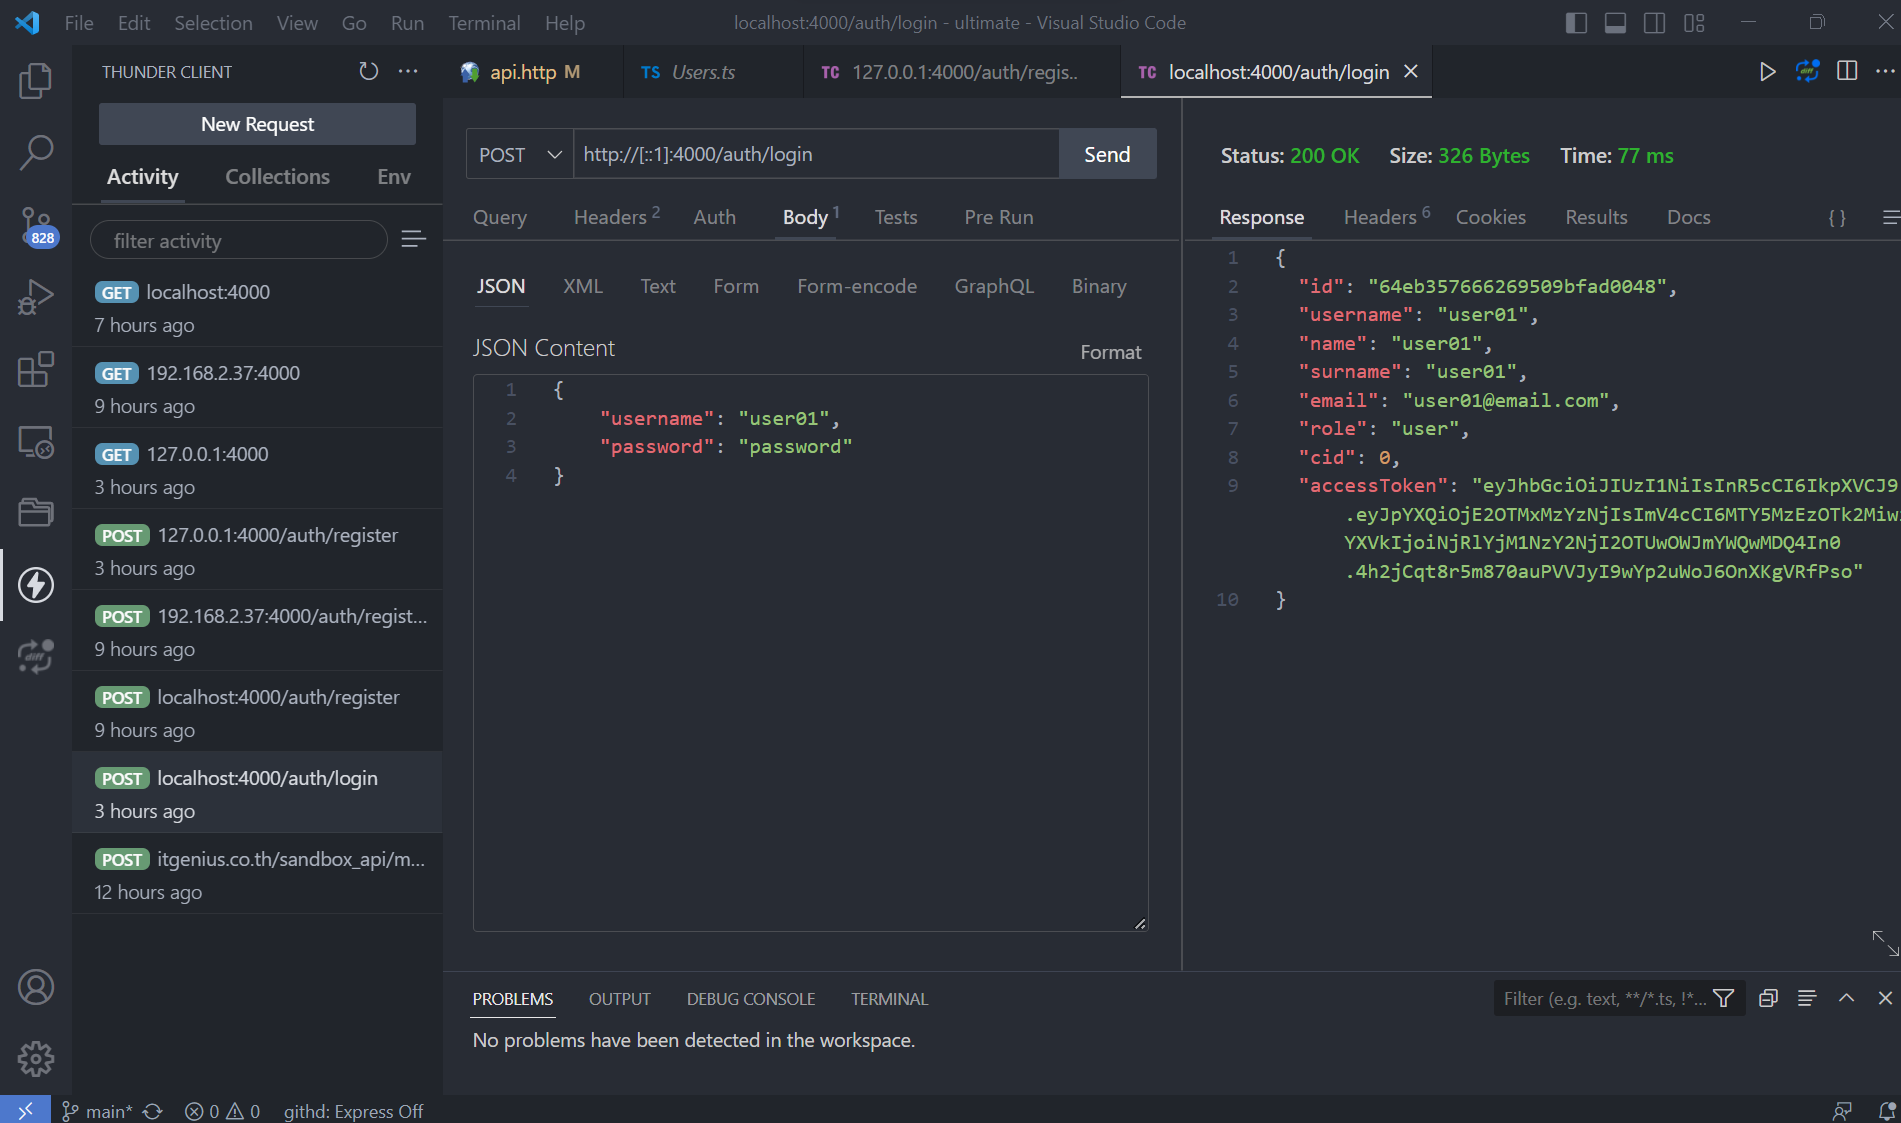 File Edit Selection View Go Run Terminal Help
localhost:4000/auth/login - ultimate - Visual Studio Code
THUNDER CLIENT
New Request
Activity Collections Env
filter activity
828
GET localhost:4000
7 hours ago
GET 192.168.2.37:4000
9 hours ago
GET 127.0.0.1:4000
3 hours ago
POST 127.0.0.1:4000/auth/register
3 hours ago
POST 192.168.2.37:4000/auth/regist...
9 hours ago
POST localhost:4000/auth/register
9 hours ago
POST localhost:4000/auth/login
3 hours ago
POST itgenius.co.th/sandbox_api/m...
12 hours ago
diff
api.http M
TS Users.ts
TC 127.0.0.1:4000/auth/regis..
TC localhost:4000/auth/login
diff
POST http://[::1]:4000/auth/login Send
Query Headers 2 Auth Body 1 Tests Pre Run
JSON XML Text Form Form-encode GraphQL Binary
JSON Content
Format
1 {
2 "username": "user01",
3 "password": "password"
4 }
Status: 200 OK Size: 326 Bytes Time: 77 ms
Response Headers 6 Cookies Results Docs { }
1 {
2 "id": "64eb357666269509bfad0048",
3 "username": "user01",
4 "name": "user01",
5 "surname": "user01",
6 "email": "user01@email.com",
7 "role": "user",
8 "cid": 0,
9 "accessToken": "eyJhbGciOiJIUzI1NiIsInR5cCI6IkpXVCJ9
.eyJpYXQiOjE2OTMxMzYzNjIsImV4cCI6MTY5MzEzOTk2Miw
YXVkIjoiNjRlYjM1NzY2NjI2OTUwOWJmYWQwMDQ4In0
.4h2jCqt8r5m870auPVVJyI9wYp2uWoJ6OnXKgVRfPso"
10 }
PROBLEMS OUTPUT DEBUG CONSOLE TERMINAL
Filter (e.g. text, **/*.ts, !*...
No problems have been detected in the workspace.
main* 0 0 githd: Express Off